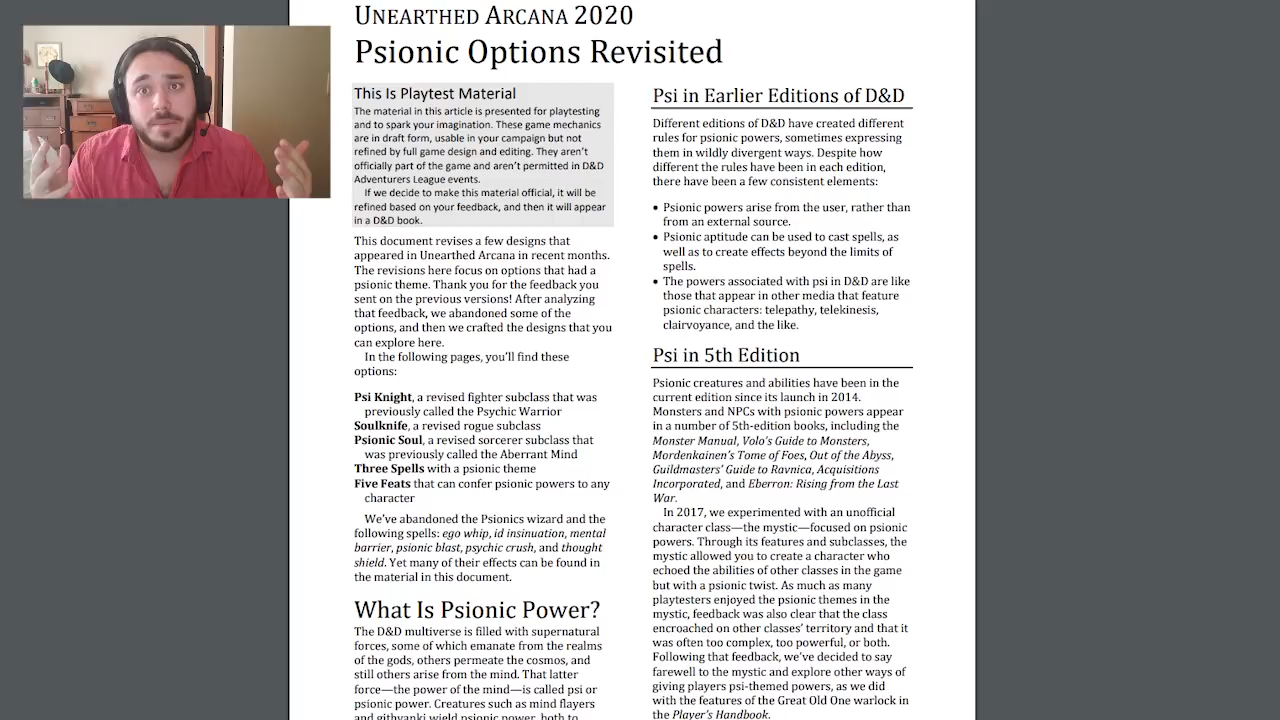 UNEARTHED ARCANA 2020
Psionic Options Revisited
This Is Playtest Material
The material in this article is presented for playtesting
and to spark your imagination. These game mechanics
are in draft form, usable in your campaign but not
refined by full game design and editing. They aren't
officially part of the game and aren't permitted in D&D
Adventurers League events.
If we decide to make this material official, it will be
refined based on your feedback, and then it will appear
in a D&D book.
This document revises a few designs that
appeared in Unearthed Arcana in recent months.
The revisions here focus on options that had a
psionic theme. Thank you for the feedback you
sent on the previous versions! After analyzing
that feedback, we abandoned some of the
options, and then we crafted the designs that you
can explore here.
In the following pages, you'll find these
options:
Psi Knight, a revised fighter subclass that was
previously called the Psychic Warrior
Soulknife, a revised rogue subclass
Psionic Soul, a revised sorcerer subclass that
was previously called the Aberrant Mind
Three Spells with a psionic theme
Five Feats that can confer psionic powers to any
character
We've abandoned the Psionics wizard and the
following spells: ego whip, id insinuation, mental
barrier, psionic blast, psychic crush, and thought
shield. Yet many of their effects can be found in
the material in this document.
What Is Psionic Power?
The D&D multiverse is filled with supernatural
forces, some of which emanate from the realms
of the gods, others permeate the cosmos, and
still others arise from the mind. That latter
force—the power of the mind—is called psi or
psionic power. Creatures such as mind flayers
and githyanki wield psionic power, both to
Psi in Earlier Editions of D&D
Different editions of D&D have created different
rules for psionic powers, sometimes expressing
them in wildly divergent ways. Despite how
different the rules have been in each edition,
there have been a few consistent elements:
• Psionic powers arise from the user, rather than
from an external source.
• Psionic aptitude can be used to cast spells, as
well as to create effects beyond the limits of
spells.
• The powers associated with psi in D&D are like
those that appear in other media that feature
psionic characters: telepathy, telekinesis,
clairvoyance, and the like.
Psi in 5th Edition
Psionic creatures and abilities have been in the
current edition since its launch in 2014.
Monsters and NPCs with psionic powers appear
in a number of 5th-edition books, including the
Monster Manual, Volo's Guide to Monsters,
Mordenkainen's Tome of Foes, Out of the Abyss,
Guildmasters' Guide to Ravnica, Acquisitions
Incorporated, and Eberron: Rising from the Last
War.
In 2017, we experimented with an unofficial
character class—the mystic—focused on psionic
powers. Through its features and subclasses, the
mystic allowed you to create a character who
echoed the abilities of other classes in the game
but with a psionic twist. As much as many
playtesters enjoyed the psionic themes in the
mystic, feedback was also clear that the class
encroached on other classes' territory and that it
was often too complex, too powerful, or both.
Following that feedback, we've decided to say
farewell to the mystic and explore other ways of
giving players psi-themed powers, as we did
with the features of the Great Old One warlock in
the Player's Handbook.